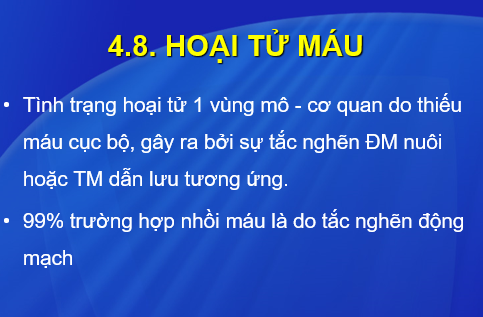 4.8. HOẠI TỬ MÁU
• Tình trạng hoại tử 1 vùng mô - cơ quan do thiếu
máu cục bộ, gây ra bởi sự tắc nghẽn ĐM nuôi
hoặc TM dẫn lưu tương ứng.
• 99% trường hợp nhồi máu là do tắc nghẽn động
mạch